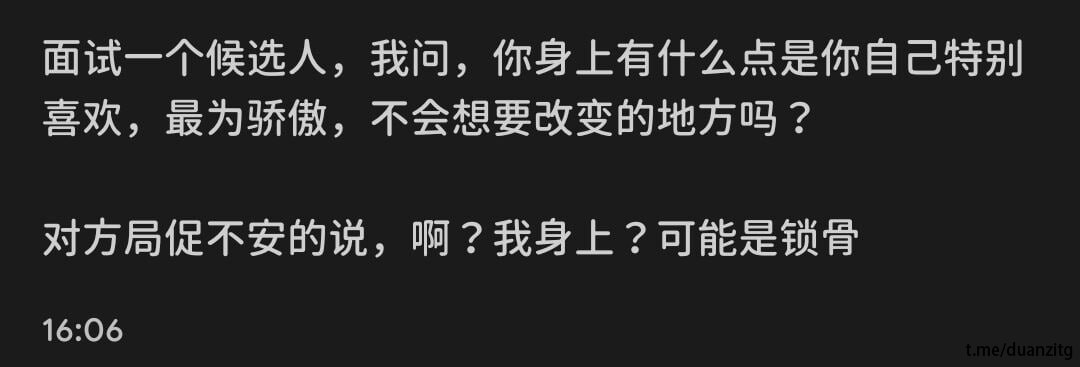 面试一个候选人，我问，你身上有什么点是你自己特别
喜欢，最为骄傲，不会想要改变的地方吗？
对方局促不安的说，啊？我身上？可能是锁骨
16:06
t.me/duanzitg